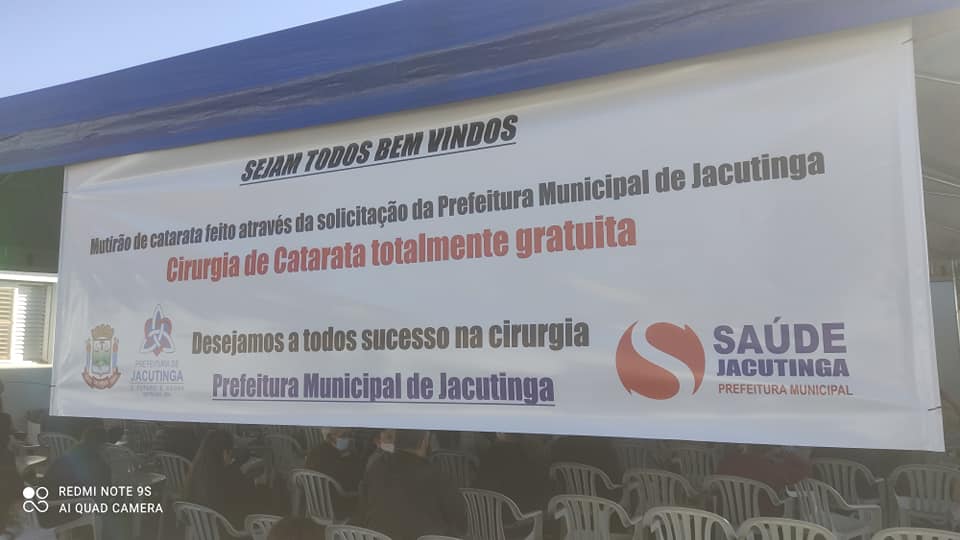 SEJAM TODOS BEM VINDOS
Mutirão de catarata feito através da solicitação da Prefeitura Municipal de Jacutinga
Cirurgia de Catarata totalmente gratuita
Desejamos a todos sucesso na cirurgia
Prefeitura Municipal de Jacutinga
PREFEITURA DE
JACUTINGA
SAÚDE
JACUTINGA
PREFEITURA MUNICIPAL
REDMI NOTE 9S
AI QUAD CAMERA